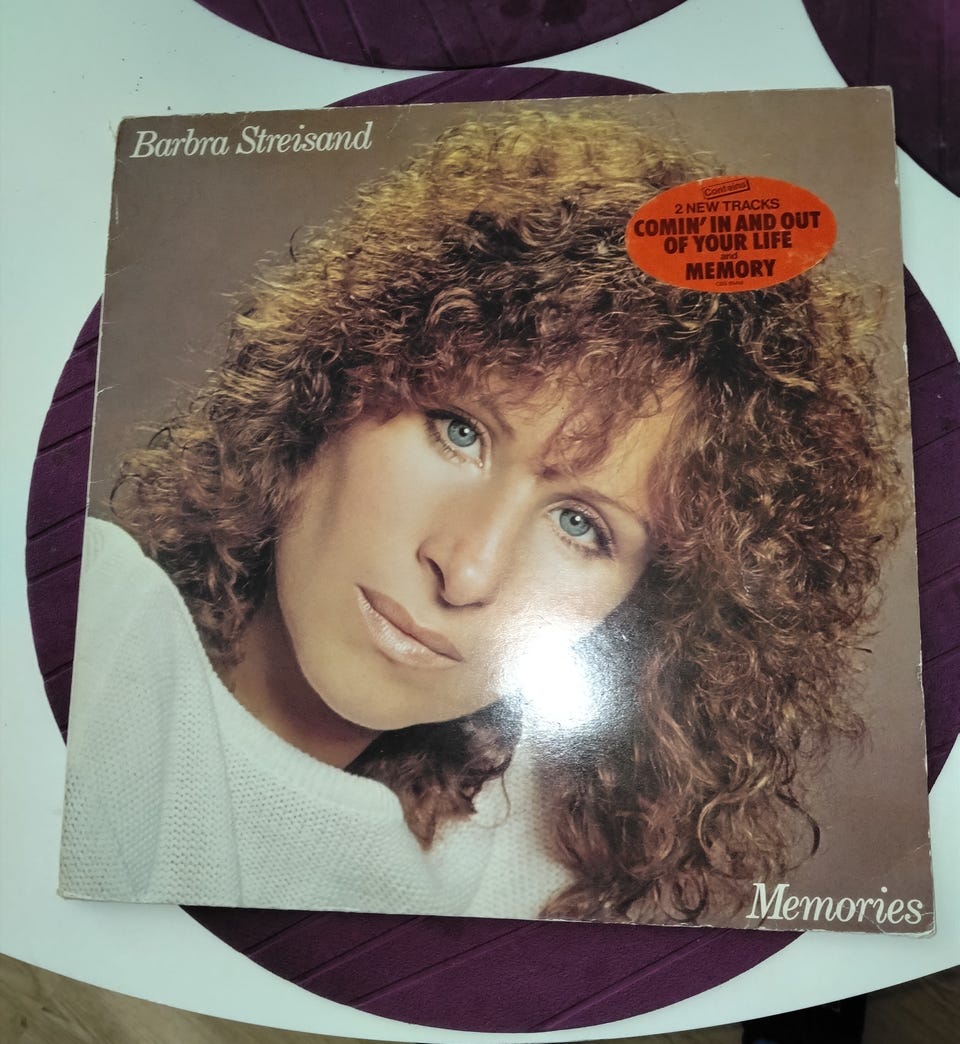 Barbra Streisand
Contains
2 NEW TRACKS
COMIN' IN AND OUT
OF YOUR LIFE
and
MEMORY
Memories